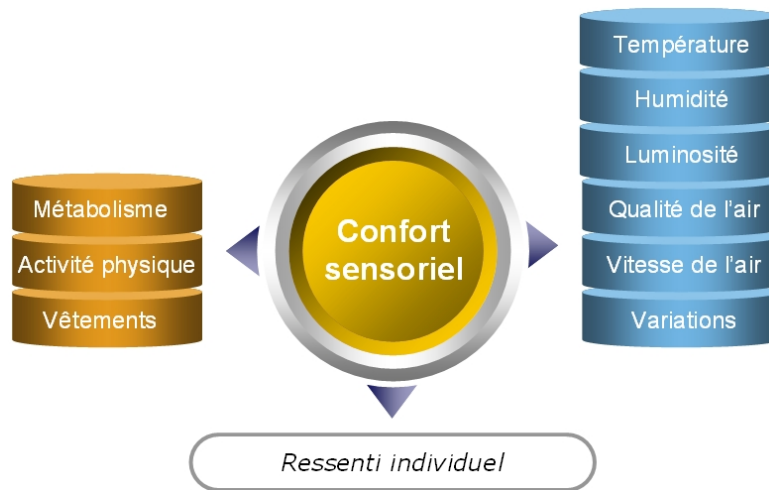 Métabolisme
Activité physique
Vêtements
Confort
sensoriel
Température
Humidité
Luminosité
Qualité de l'air
Vitesse de l'air
Variations
Ressenti individuel